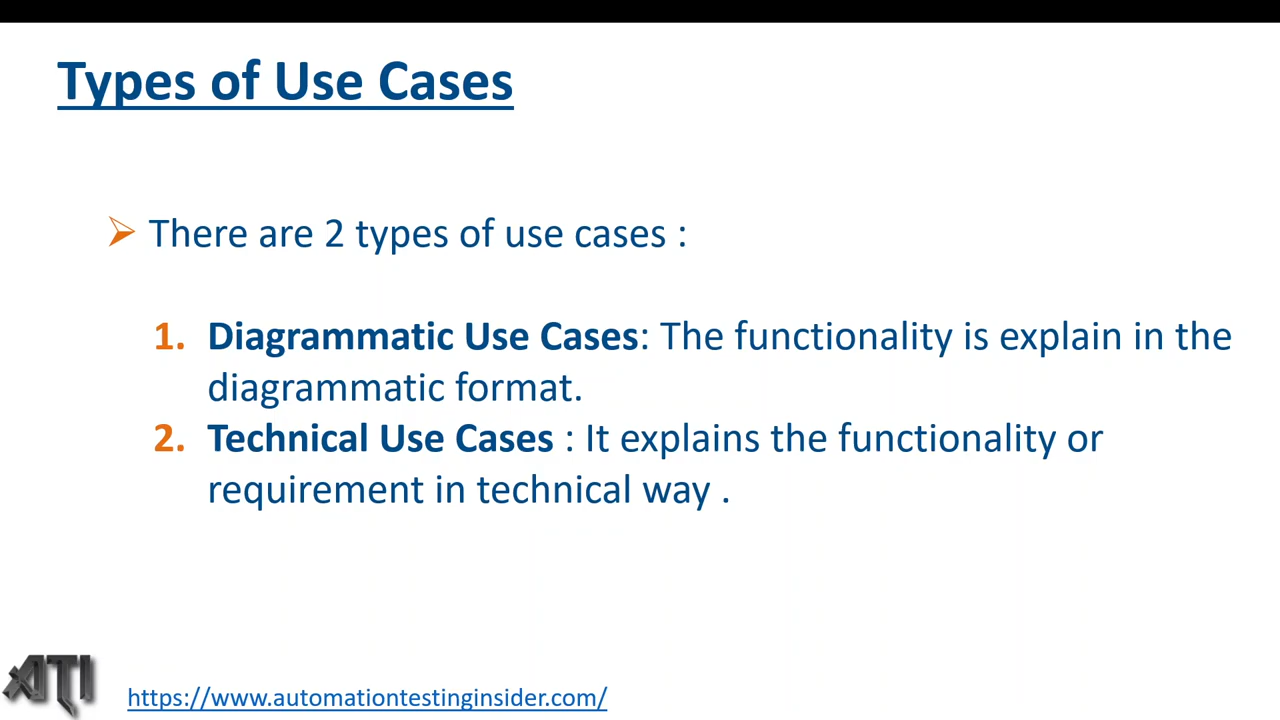 Types of Use Cases
There are 2 types of use cases :
1. Diagrammatic Use Cases: The functionality is explain in the
diagrammatic format.
2. Technical Use Cases : It explains the functionality or
requirement in technical way .
ATI
https://www.automationtestinginsider.com/